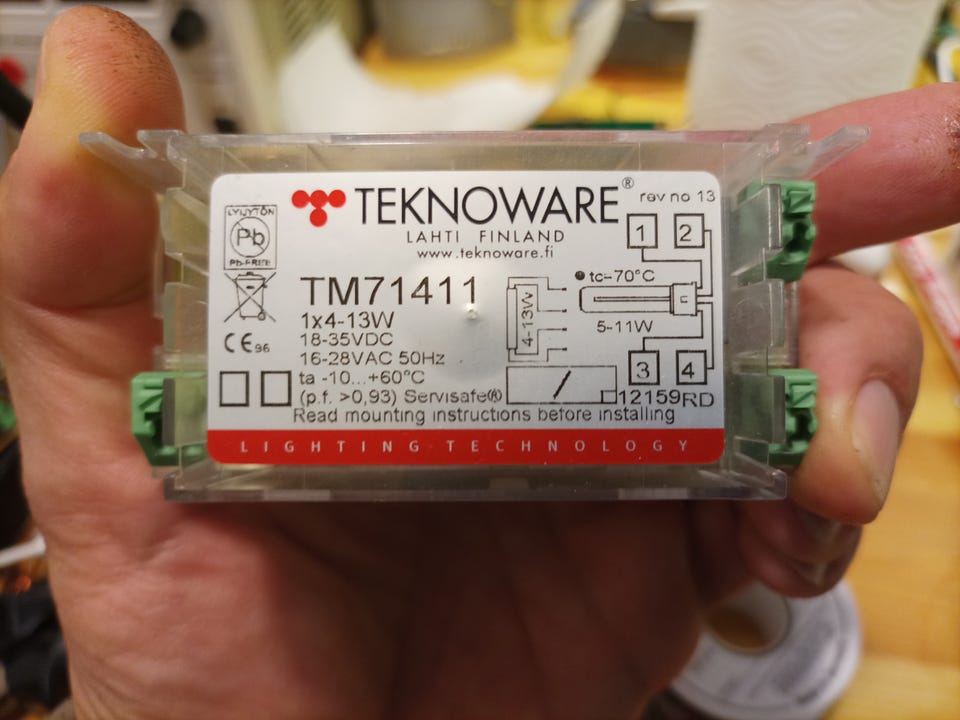 LYIJYTÖN
Pb
Pb-FREE
CE 96
TEKNOWARE®
LAHTI FINLAND
www.teknoware.fi
rev no 13
TM71411
1x4-13W
18-35VDC
16-28VAC 50Hz
ta -10...+60°C
(p.f. >0,93) Servisafe®
Read mounting instructions before installing
1 2
tc=70°C
4-13W
5-11W
3 4
/
12159RD
LIGHTING TECHNOLOGY